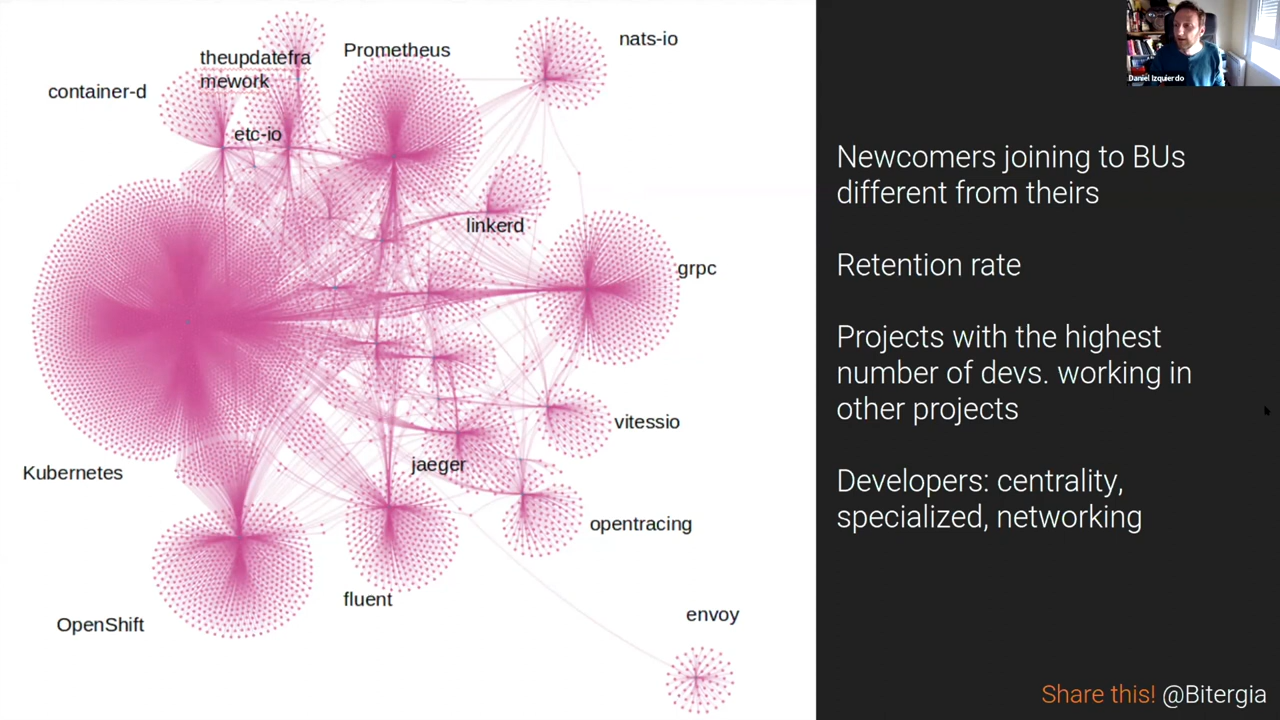 theupdatefra
mework
Prometheus
nats-io
container-d
etc-io
linkerd
grpc
vitessio
jaeger
Kubernetes
opentracing
fluent
envoy
OpenShift
Daniel Izquierdo
Newcomers joining to BUs
different from theirs
Retention rate
Projects with the highest
number of devs. working in
other projects
Developers: centrality,
specialized, networking
Share this! @Bitergia